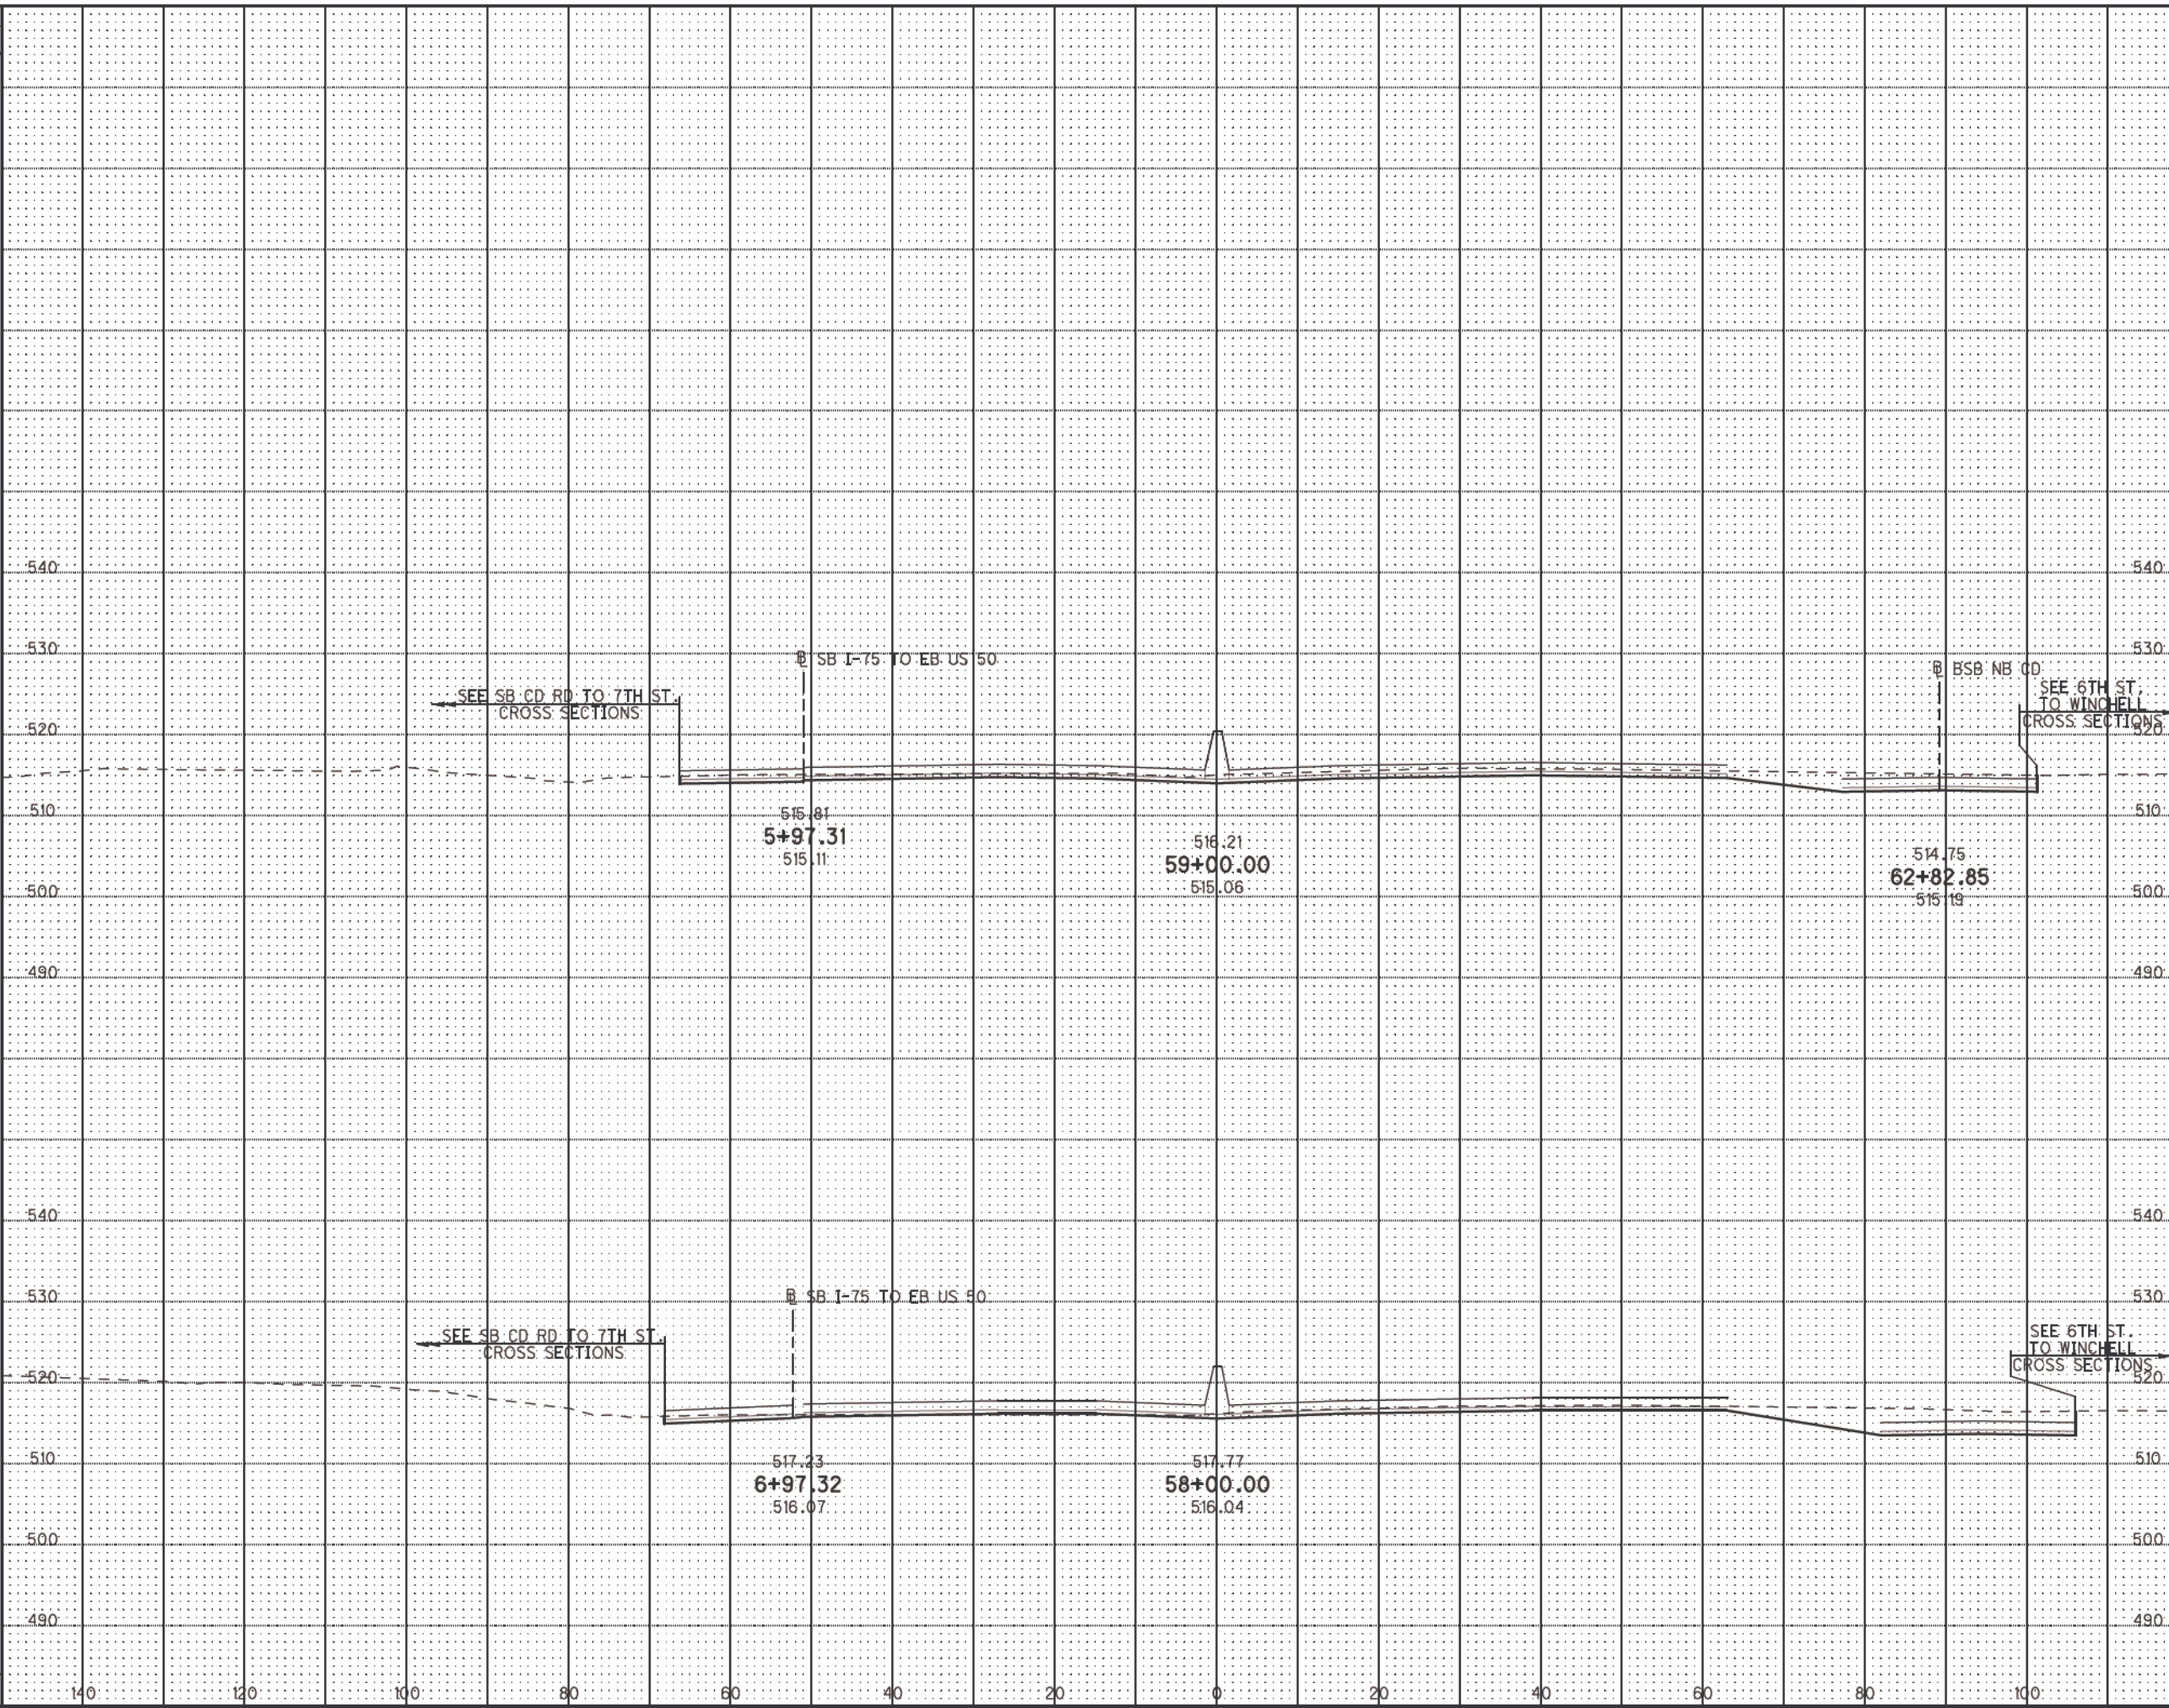 540 540
530 530
℄ SB I-75 TO EB US 50
℄ BSB NB CD
SEE SB CD RD TO 7TH ST.
CROSS SECTIONS
SEE 6TH ST.
TO WINCHELL
CROSS SECTIONS
520 520
510 510
515.81
5+97.31
515.11
516.21
59+00.00
515.06
514.75
62+82.85
515.19
500 500
490 490
540 540
530 530
℄ SB I-75 TO EB US 50
SEE SB CD RD TO 7TH ST.
CROSS SECTIONS
SEE 6TH ST.
TO WINCHELL
CROSS SECTIONS
520 520
510 510
517.23
6+97.32
516.07
517.77
58+00.00
516.04
500 500
490 490
140 120 100 80 60 40 20 0 20 40 60 80 100